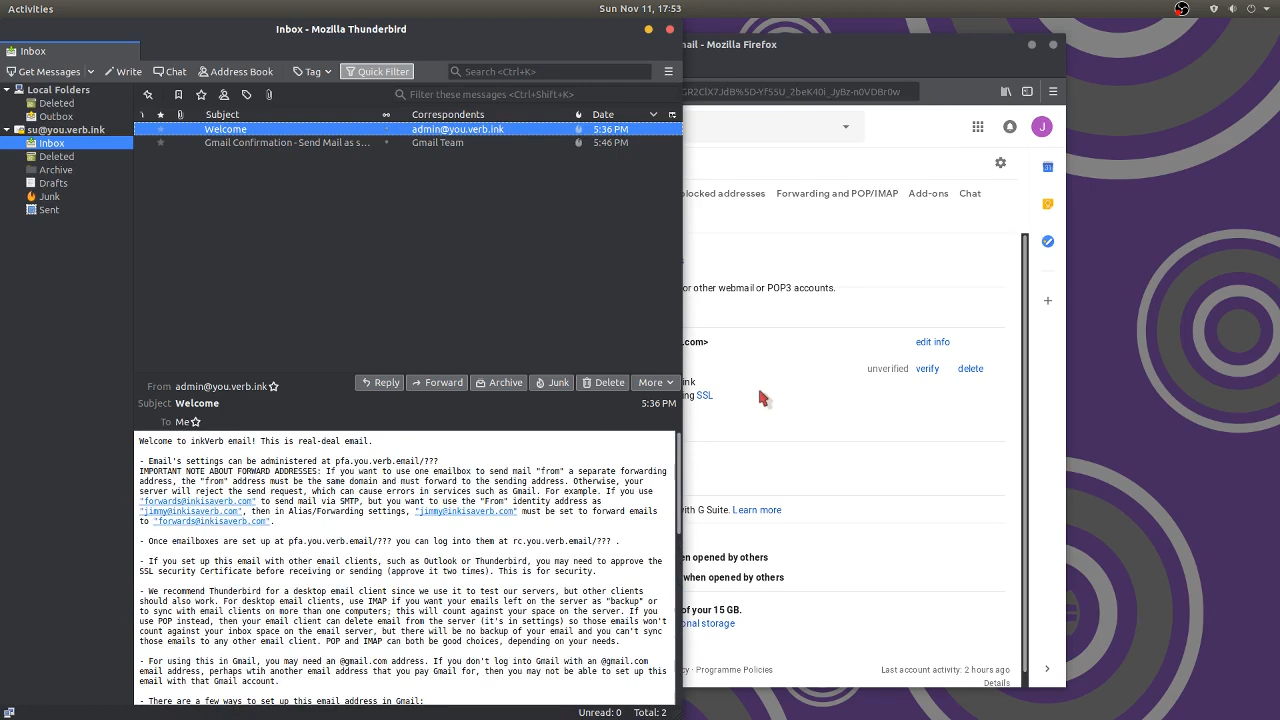 Activities
Sun Nov 11, 17:53
Inbox - Mozilla Thunderbird
Inbox
Get Messages
Write
Chat
Address Book
Tag
Quick Filter
Search <Ctrl+K>
Filter these messages <Ctrl+Shift+K>
Local Folders
Deleted
Outbox
su@you.verb.ink
Inbox
Deleted
Archive
Drafts
Junk
Sent
Subject Correspondents Date
Welcome admin@you.verb.ink 5:36 PM
Gmail Confirmation - Send Mail as s... Gmail Team 5:46 PM
From admin@you.verb.ink
Reply Forward Archive Junk Delete More
Subject Welcome 5:36 PM
To Me
Welcome to inkVerb email! This is real-deal email.
- Email's settings can be administered at pfa.you.verb.email/???
IMPORTANT NOTE ABOUT FORWARD ADDRESSES: If you want to use one emailbox to send mail "from" a separate forwarding
address, the "from" address must be the same domain and must forward to the sending address. Otherwise, your
server will reject the send request, which can cause errors in services such as Gmail. For example. If you use
"forwards@inkisaverb.com" to send mail via SMTP, but you want to use the "From" identity address as
"jimmy@inkisaverb.com", then in Alias/Forwarding settings, "jimmy@inkisaverb.com" must be set to forward emails
to "forwards@inkisaverb.com".
- Once emailboxes are set up at pfa.you.verb.email/??? you can log into them at rc.you.verb.email/??? .
- If you set up this email with other email clients, such as Outlook or Thunderbird, you may need to approve the
SSL security Certificate before receiving or sending (approve it two times). This is for security.
- We recommend Thunderbird for a desktop email client since we use it to test our servers, but other clients
should also work. For desktop email clients, use IMAP if you want your emails left on the server as "backup" or
to sync with email clients on more than one computers; this will count against your space on the server. If you
use POP instead, then your email client can delete email from the server (it's in settings) so those emails won't
count against your inbox space on the email server, but there will be no backup of your email and you can't sync
those emails to any other email client. POP and IMAP can both be good choices, depending on your needs.
- For using this in Gmail, you may need an @gmail.com address. If you don't log into Gmail with an @gmail.com
email address, perhaps wtih another email address that you pay Gmail for, then you may not be able to set up this
email with that Gmail account.
- There are a few ways to set up this email address in Gmail:
Unread: 0 Total: 2
ail - Mozilla Firefox
GR2ClX7JdB%5D-Yf55U_2beK40i_JyBz-n0VDBr0w
J
locked addresses Forwarding and POP/IMAP Add-ons Chat
or other webmail or POP3 accounts.
.com> edit info
unverified verify delete
ink
ng SSL
with G Suite. Learn more
en opened by others
when opened by others
of your 15 GB.
onal storage
cy · Programme Policies
Last account activity: 2 hours ago
Details
31